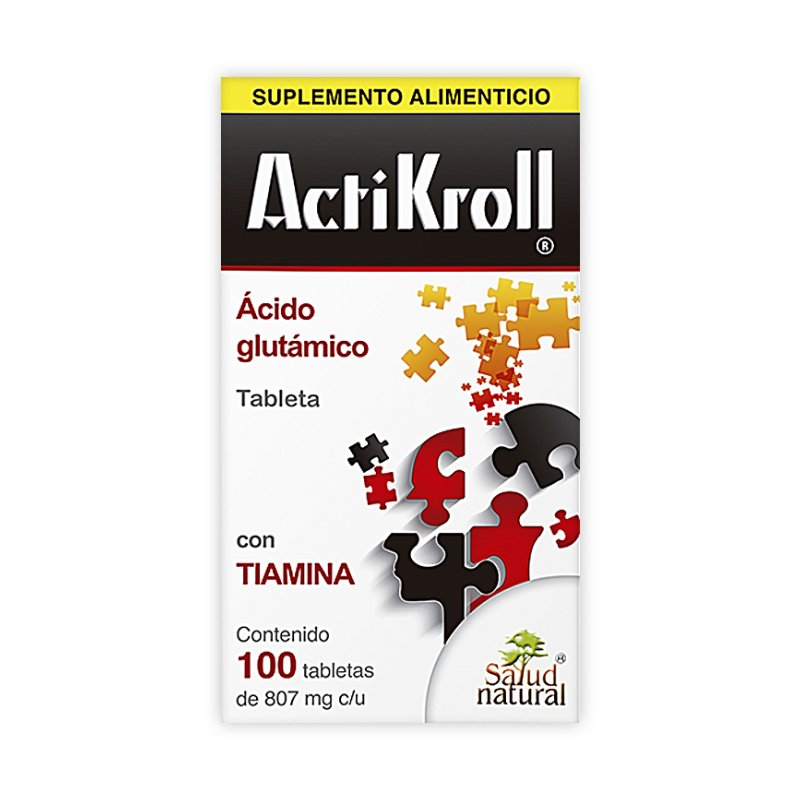 SUPLEMENTO ALIMENTICIO
ActiKroll
®
Ácido
glutámico
Tableta
con
TIAMINA
Contenido
100 tabletas
de 807 mg c/u
Salud
natural
®